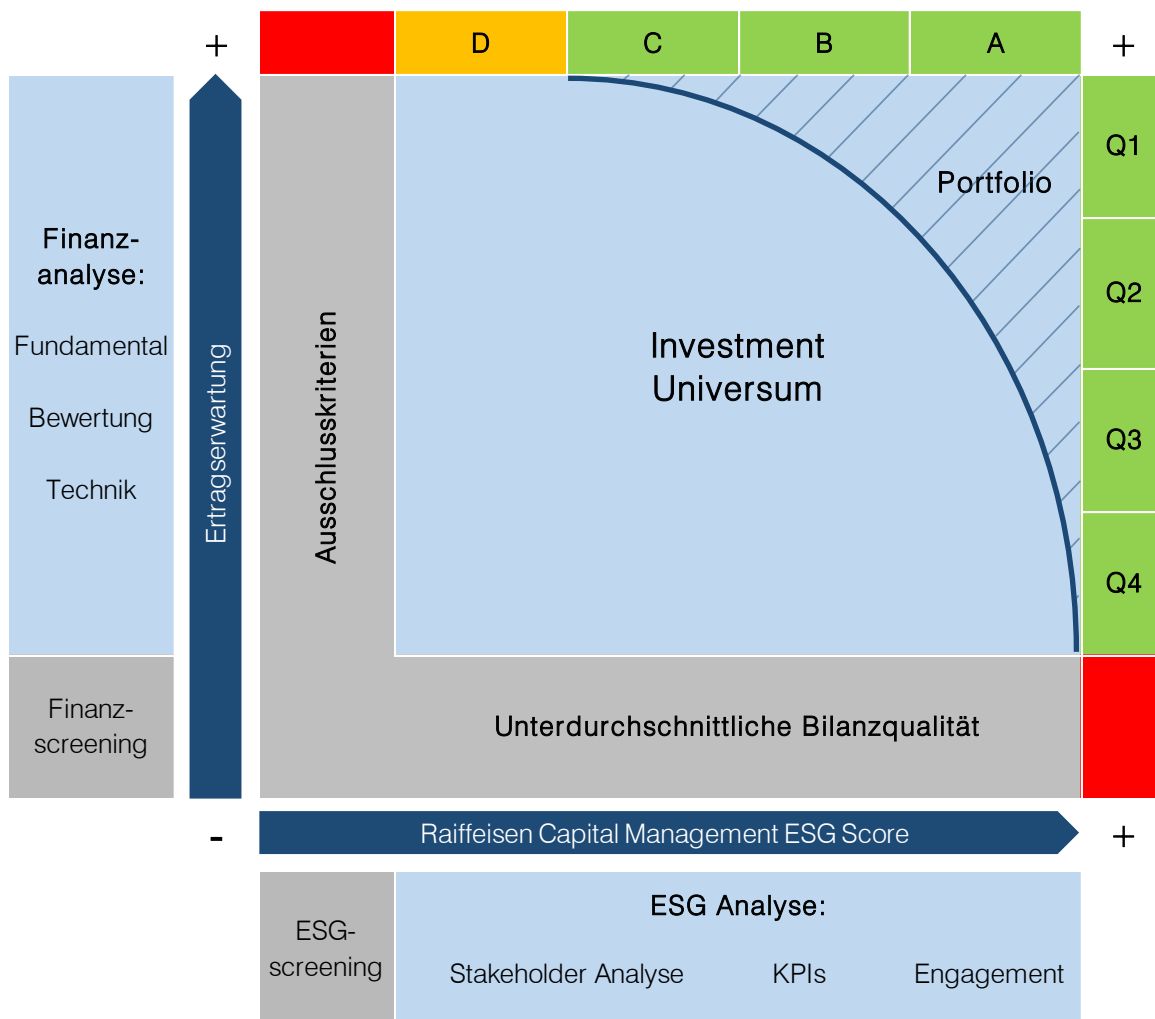 +
D
C
B
A
+
Finanz-
analyse:
Fundamental
Bewertung
Technik
Ertragserwartung
Ausschlusskriterien
Investment
Universum
Portfolio
Q1
Q2
Q3
Q4
Finanz-
screening
Unterdurchschnittliche Bilanzqualität
-
Raiffeisen Capital Management ESG Score
+
ESG-
screening
ESG Analyse:
Stakeholder Analyse
KPIs
Engagement